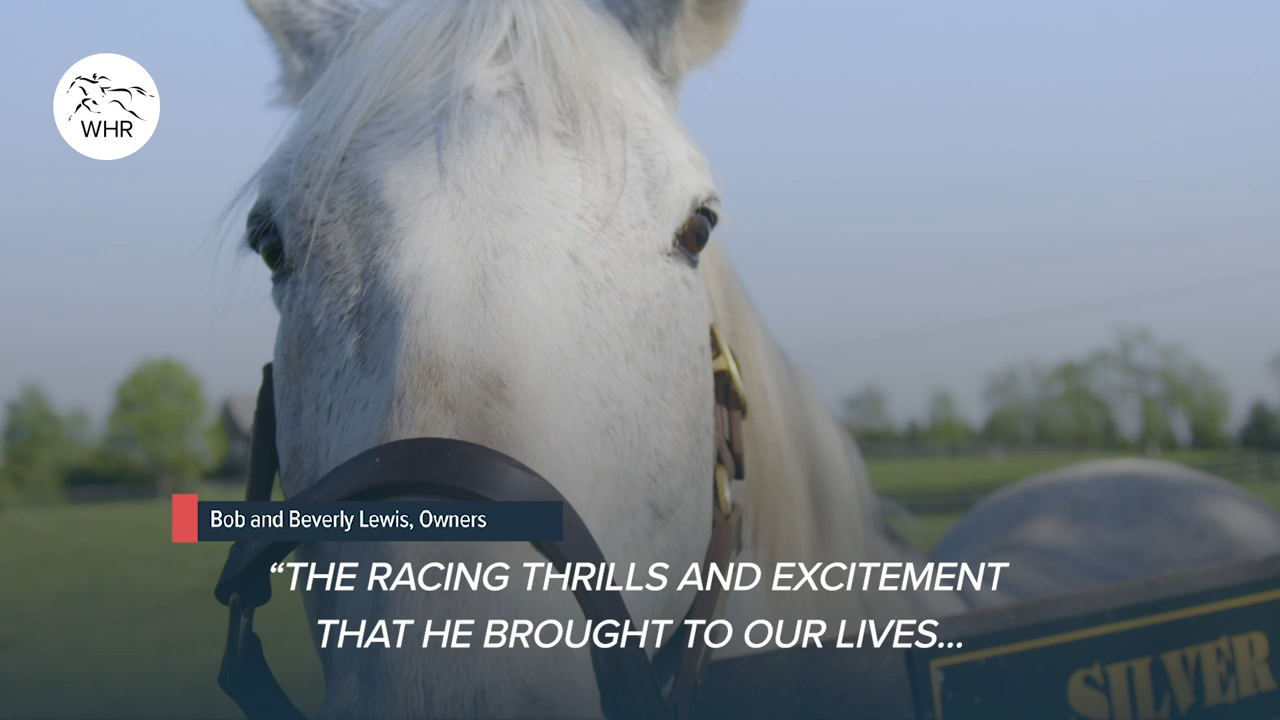 WHR
Bob and Beverly Lewis, Owners
“THE RACING THRILLS AND EXCITEMENT
THAT HE BROUGHT TO OUR LIVES...
SILVER